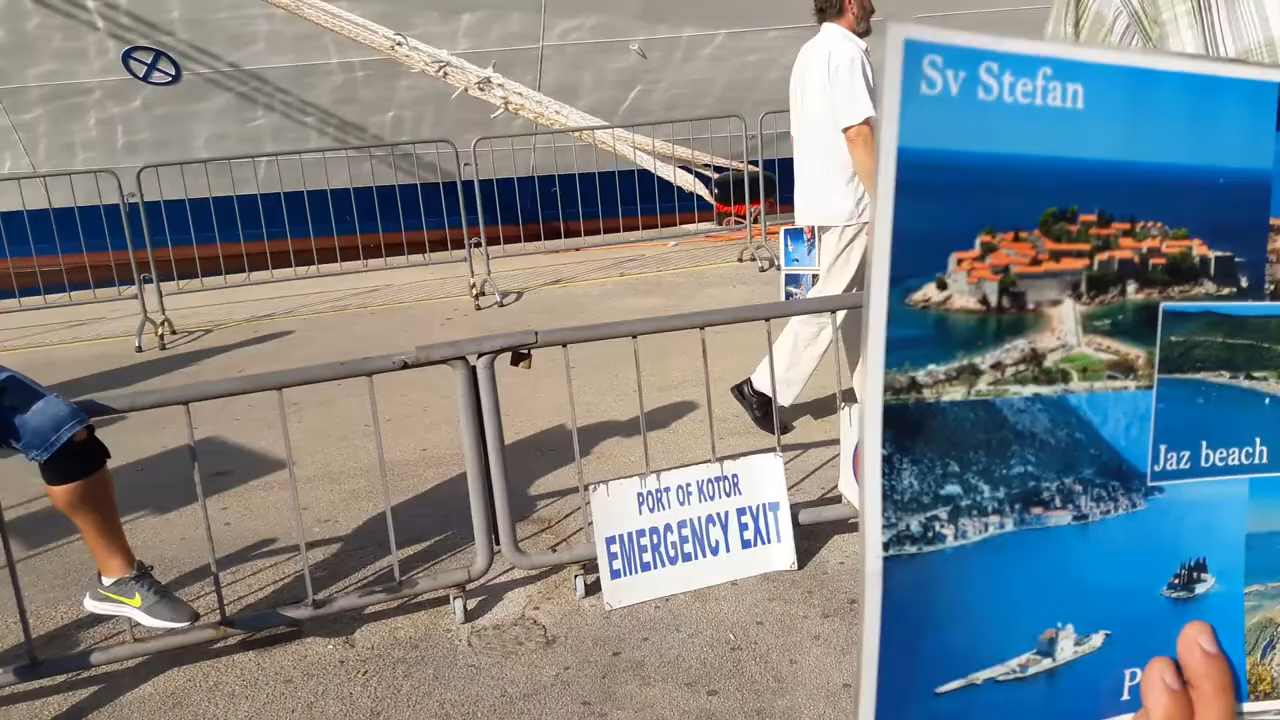 Sv Stefan
Jaz beach
PORT OF KOTOR
EMERGENCY EXIT